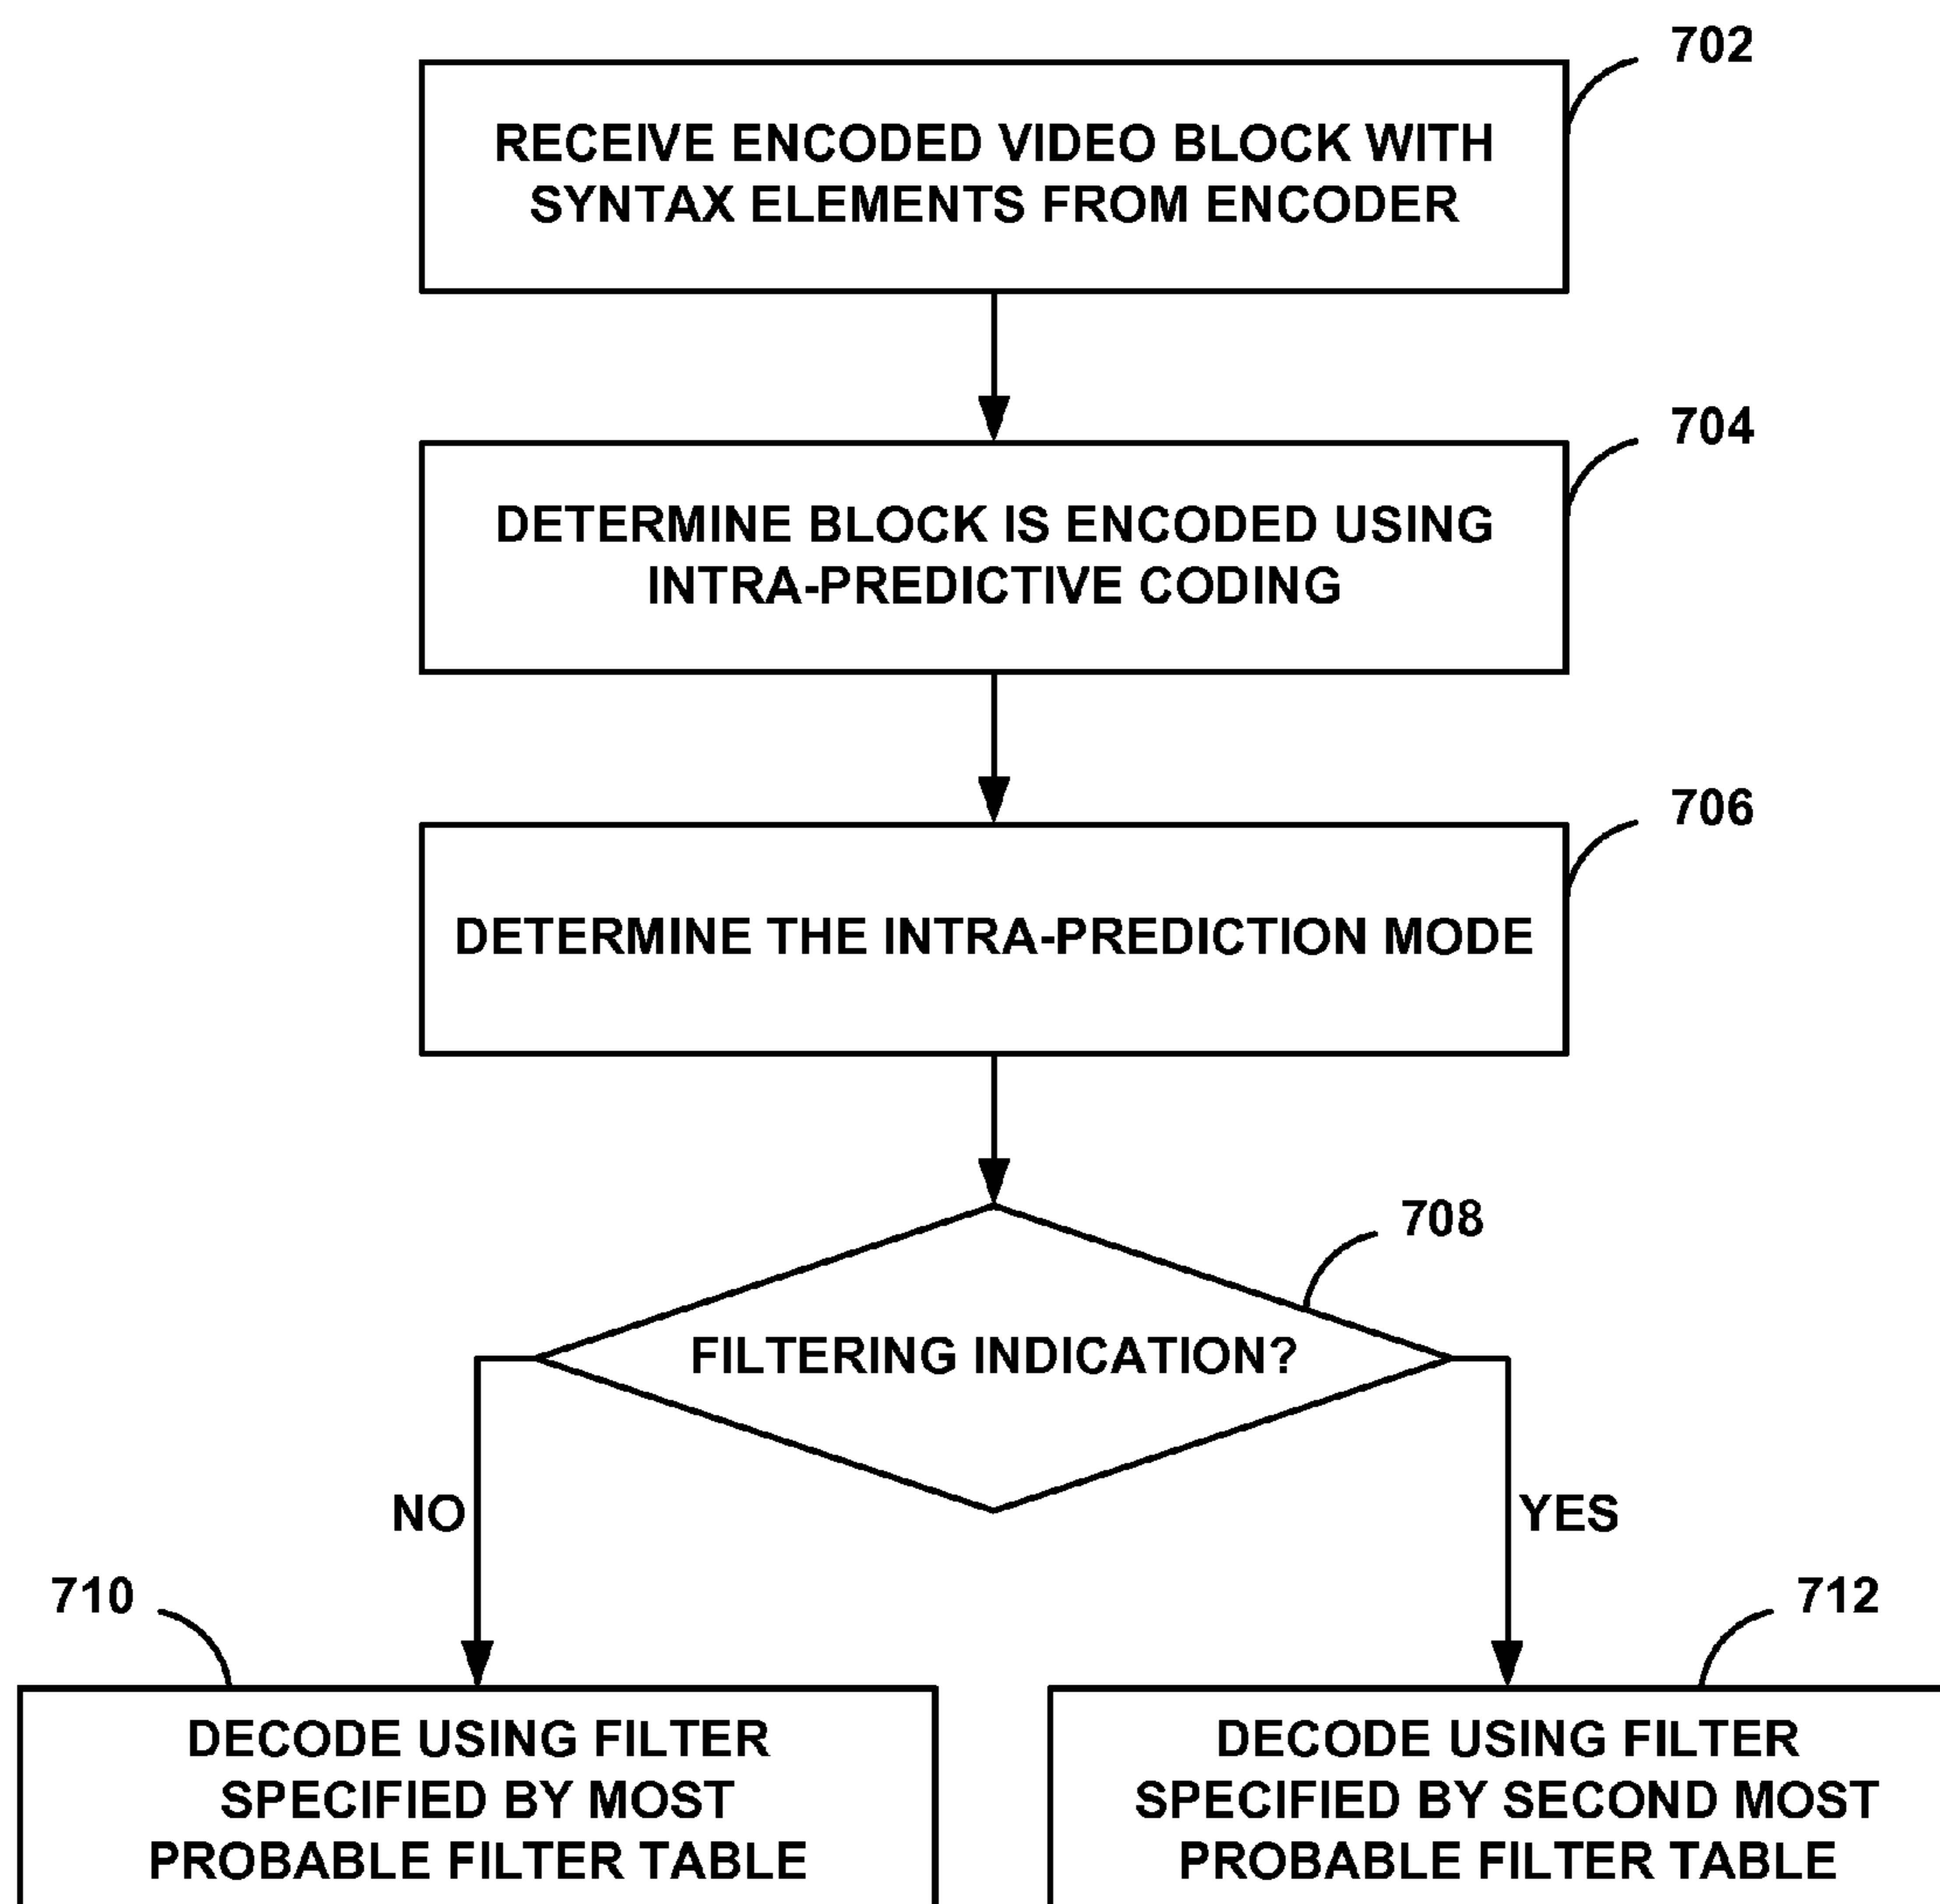 702
RECEIVE ENCODED VIDEO BLOCK WITH
SYNTAX ELEMENTS FROM ENCODER
704
DETERMINE BLOCK IS ENCODED USING
INTRA-PREDICTIVE CODING
706
DETERMINE THE INTRA-PREDICTION MODE
708
FILTERING INDICATION?
NO
YES
710
712
DECODE USING FILTER
SPECIFIED BY MOST
PROBABLE FILTER TABLE
DECODE USING FILTER
SPECIFIED BY SECOND MOST
PROBABLE FILTER TABLE